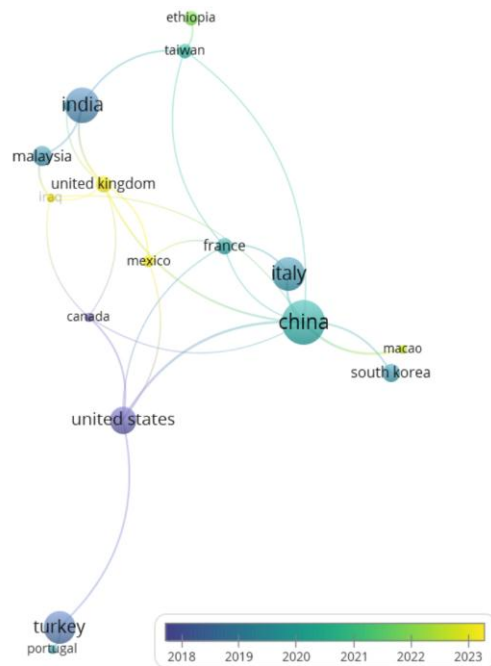 ethiopia
taiwan
india
malaysia
united kingdom
iraq
france
mexico
italy
canada
china
macao
south korea
united states
turkey
portugal
2018 2019 2020 2021 2022 2023